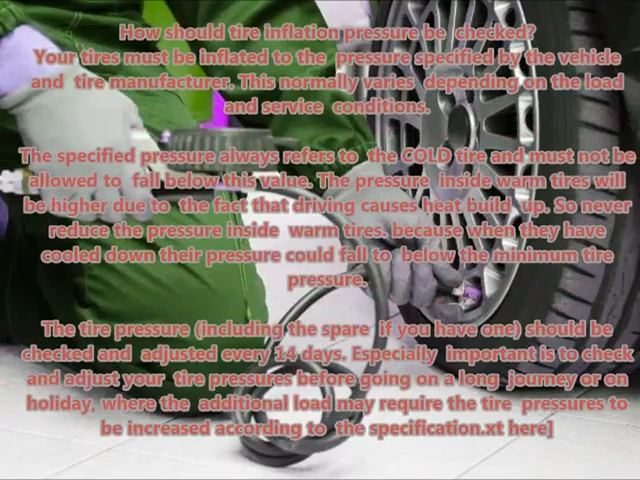 How should tire inflation pressure be checked?
Your tires must be inflated to the pressure specified by the vehicle
and tire manufacturer. This normally varies depending on the load
and service conditions.
The specified pressure always refers to the COLD tire and must not be
allowed to fall below this value. The pressure inside warm tires will
be higher due to the fact that driving causes heat build up. So never
reduce the pressure inside warm tires. because when they have
cooled down their pressure could fall to below the minimum tire
pressure.
The tire pressure (including the spare if you have one) should be
checked and adjusted every 14 days. Especially important is to check
and adjust your tire pressures before going on a long journey or on
holiday, where the additional load may require the tire pressures to
be increased according to the specification.xt here]